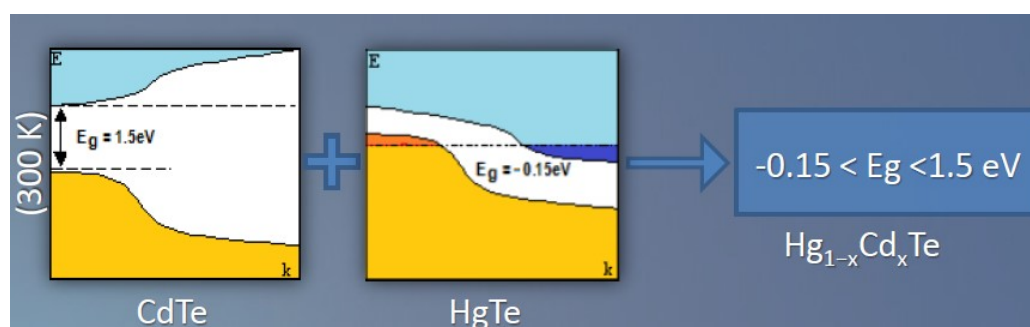 (300 K)
E
Eg = 1.5eV
k
CdTe
E
Eg = -0.15eV
k
HgTe
-0.15 < Eg <1.5 eV
Hg₁₋ₓCdₓTe